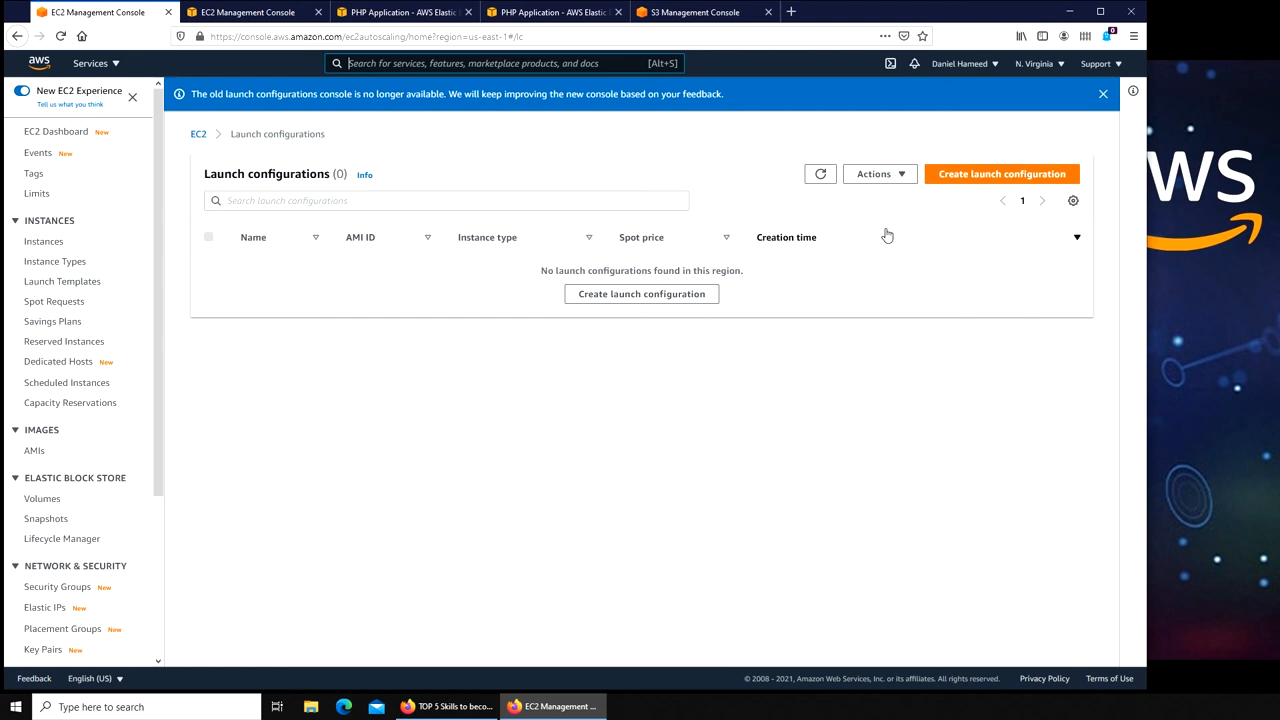 EC2 Management Console
EC2 Management Console
PHP Application - AWS Elastic
PHP Application - AWS Elastic
S3 Management Console
https://console.aws.amazon.com/ec2autoscaling/home?region=us-east-1#/lc
aws
Services
Search for services, features, marketplace products, and docs
[Alt+S]
Daniel Hameed
N. Virginia
Support
New EC2 Experience
Tell us what you think
The old launch configurations console is no longer available. We will keep improving the new console based on your feedback.
EC2 Dashboard New
Events New
Tags
Limits
INSTANCES
Instances
Instance Types
Launch Templates
Spot Requests
Savings Plans
Reserved Instances
Dedicated Hosts New
Scheduled Instances
Capacity Reservations
IMAGES
AMIs
ELASTIC BLOCK STORE
Volumes
Snapshots
Lifecycle Manager
NETWORK & SECURITY
Security Groups New
Elastic IPs New
Placement Groups New
Key Pairs New
EC2 > Launch configurations
Launch configurations (0) Info
Actions
Create launch configuration
Search launch configurations
1
Name
AMI ID
Instance type
Spot price
Creation time
No launch configurations found in this region.
Create launch configuration
WS
Feedback
English (US)
© 2008 - 2021, Amazon Web Services, Inc. or its affiliates. All rights reserved.
Privacy Policy
Terms of Use
Type here to search
TOP 5 Skills to beco...
EC2 Management ...